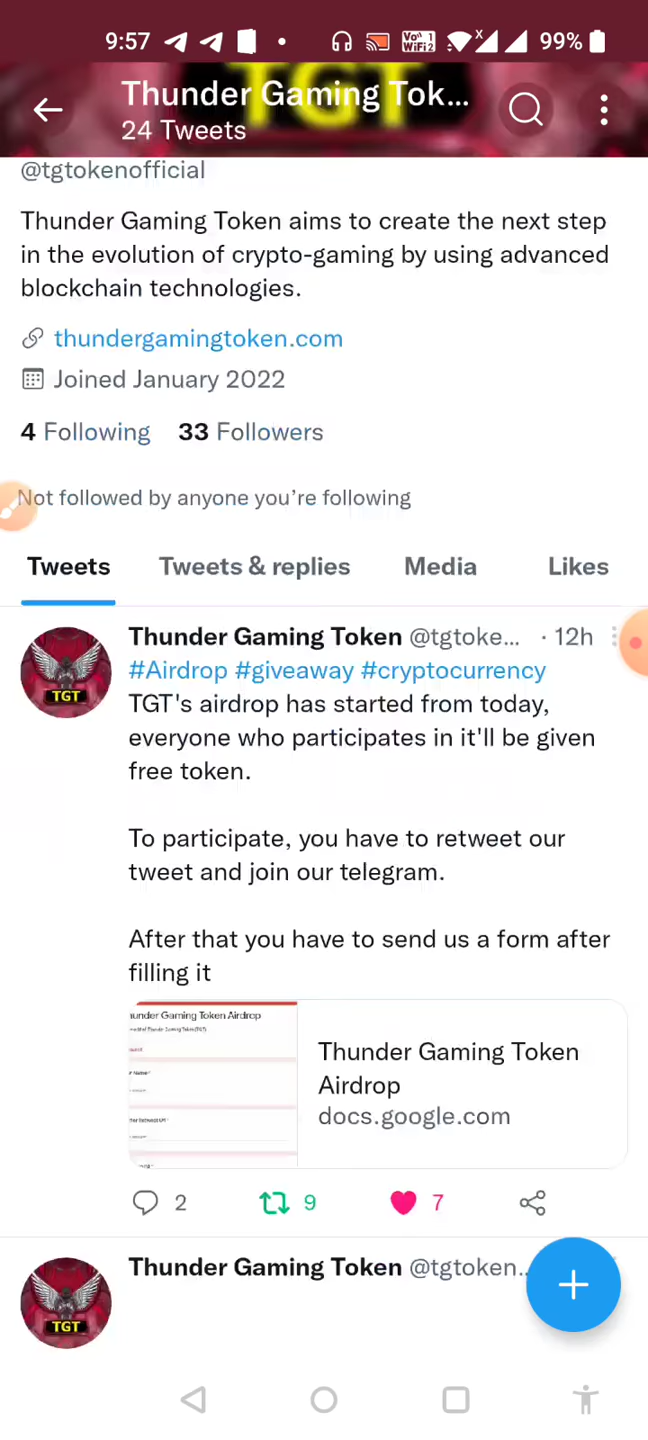 9:57
Vo 1
WiFi2
X
99%
Thunder Gaming Tok...
24 Tweets
TGT
@tgtokenofficial
Thunder Gaming Token aims to create the next step
in the evolution of crypto-gaming by using advanced
blockchain technologies.
thundergamingtoken.com
Joined January 2022
4 Following 33 Followers
Not followed by anyone you're following
Tweets Tweets & replies Media Likes
Thunder Gaming Token @tgtoke... · 12h
#Airdrop #giveaway #cryptocurrency
TGT's airdrop has started from today,
everyone who participates in it'll be given
free token.
To participate, you have to retweet our
tweet and join our telegram.
After that you have to send us a form after
filling it
TGT
under Gaming Token Airdrop
Thunder Gaming Token
Airdrop
docs.google.com
2 9 7
Thunder Gaming Token @tgtoken..
TGT